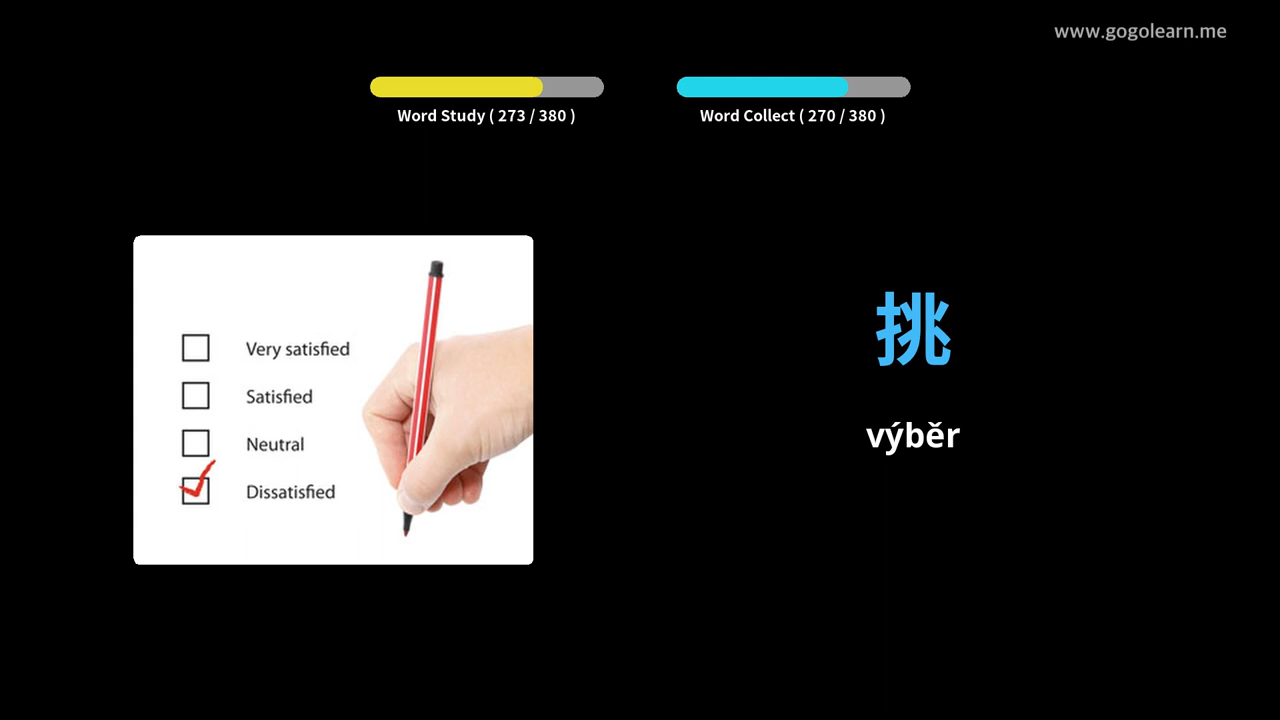 www.gogolearn.me
Word Study ( 273 / 380 )
Word Collect ( 270 / 380 )
Very satisfied
Satisfied
Neutral
Dissatisfied
挑
výběr